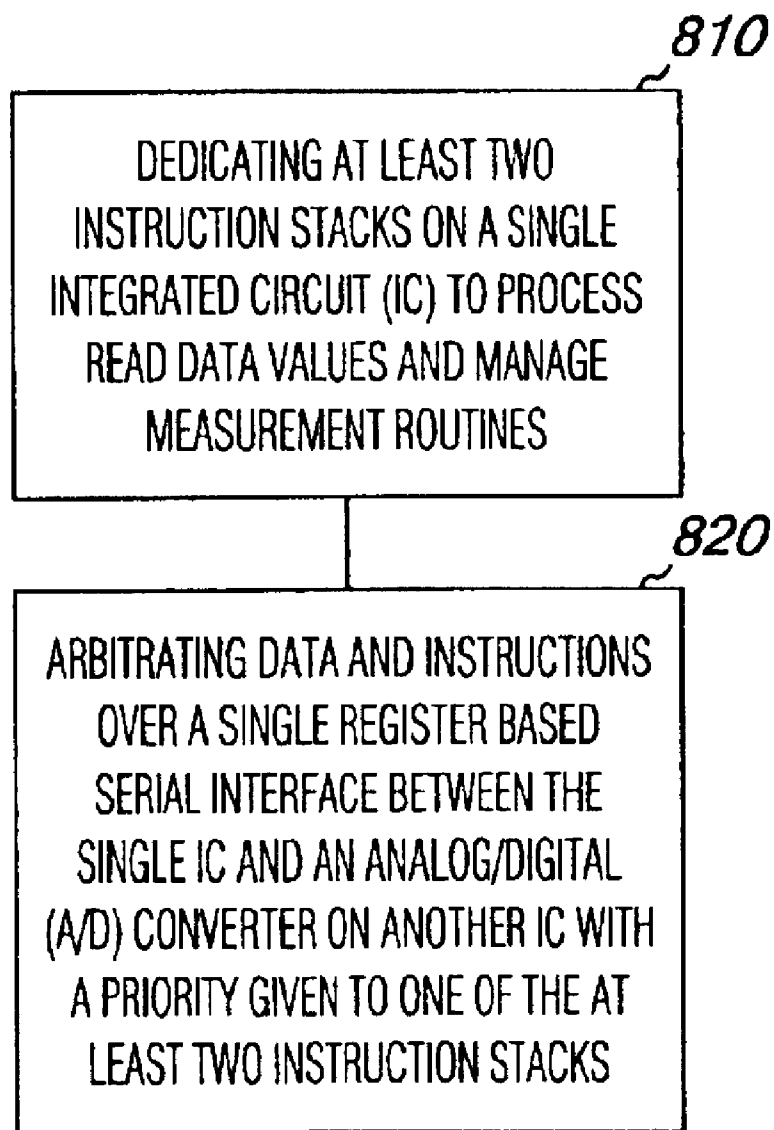 810
DEDICATING AT LEAST TWO
INSTRUCTION STACKS ON A SINGLE
INTEGRATED CIRCUIT (IC) TO PROCESS
READ DATA VALUES AND MANAGE
MEASUREMENT ROUTINES
820
ARBITRATING DATA AND INSTRUCTIONS
OVER A SINGLE REGISTER BASED
SERIAL INTERFACE BETWEEN THE
SINGLE IC AND AN ANALOG/DIGITAL
(A/D) CONVERTER ON ANOTHER IC WITH
A PRIORITY GIVEN TO ONE OF THE AT
LEAST TWO INSTRUCTION STACKS